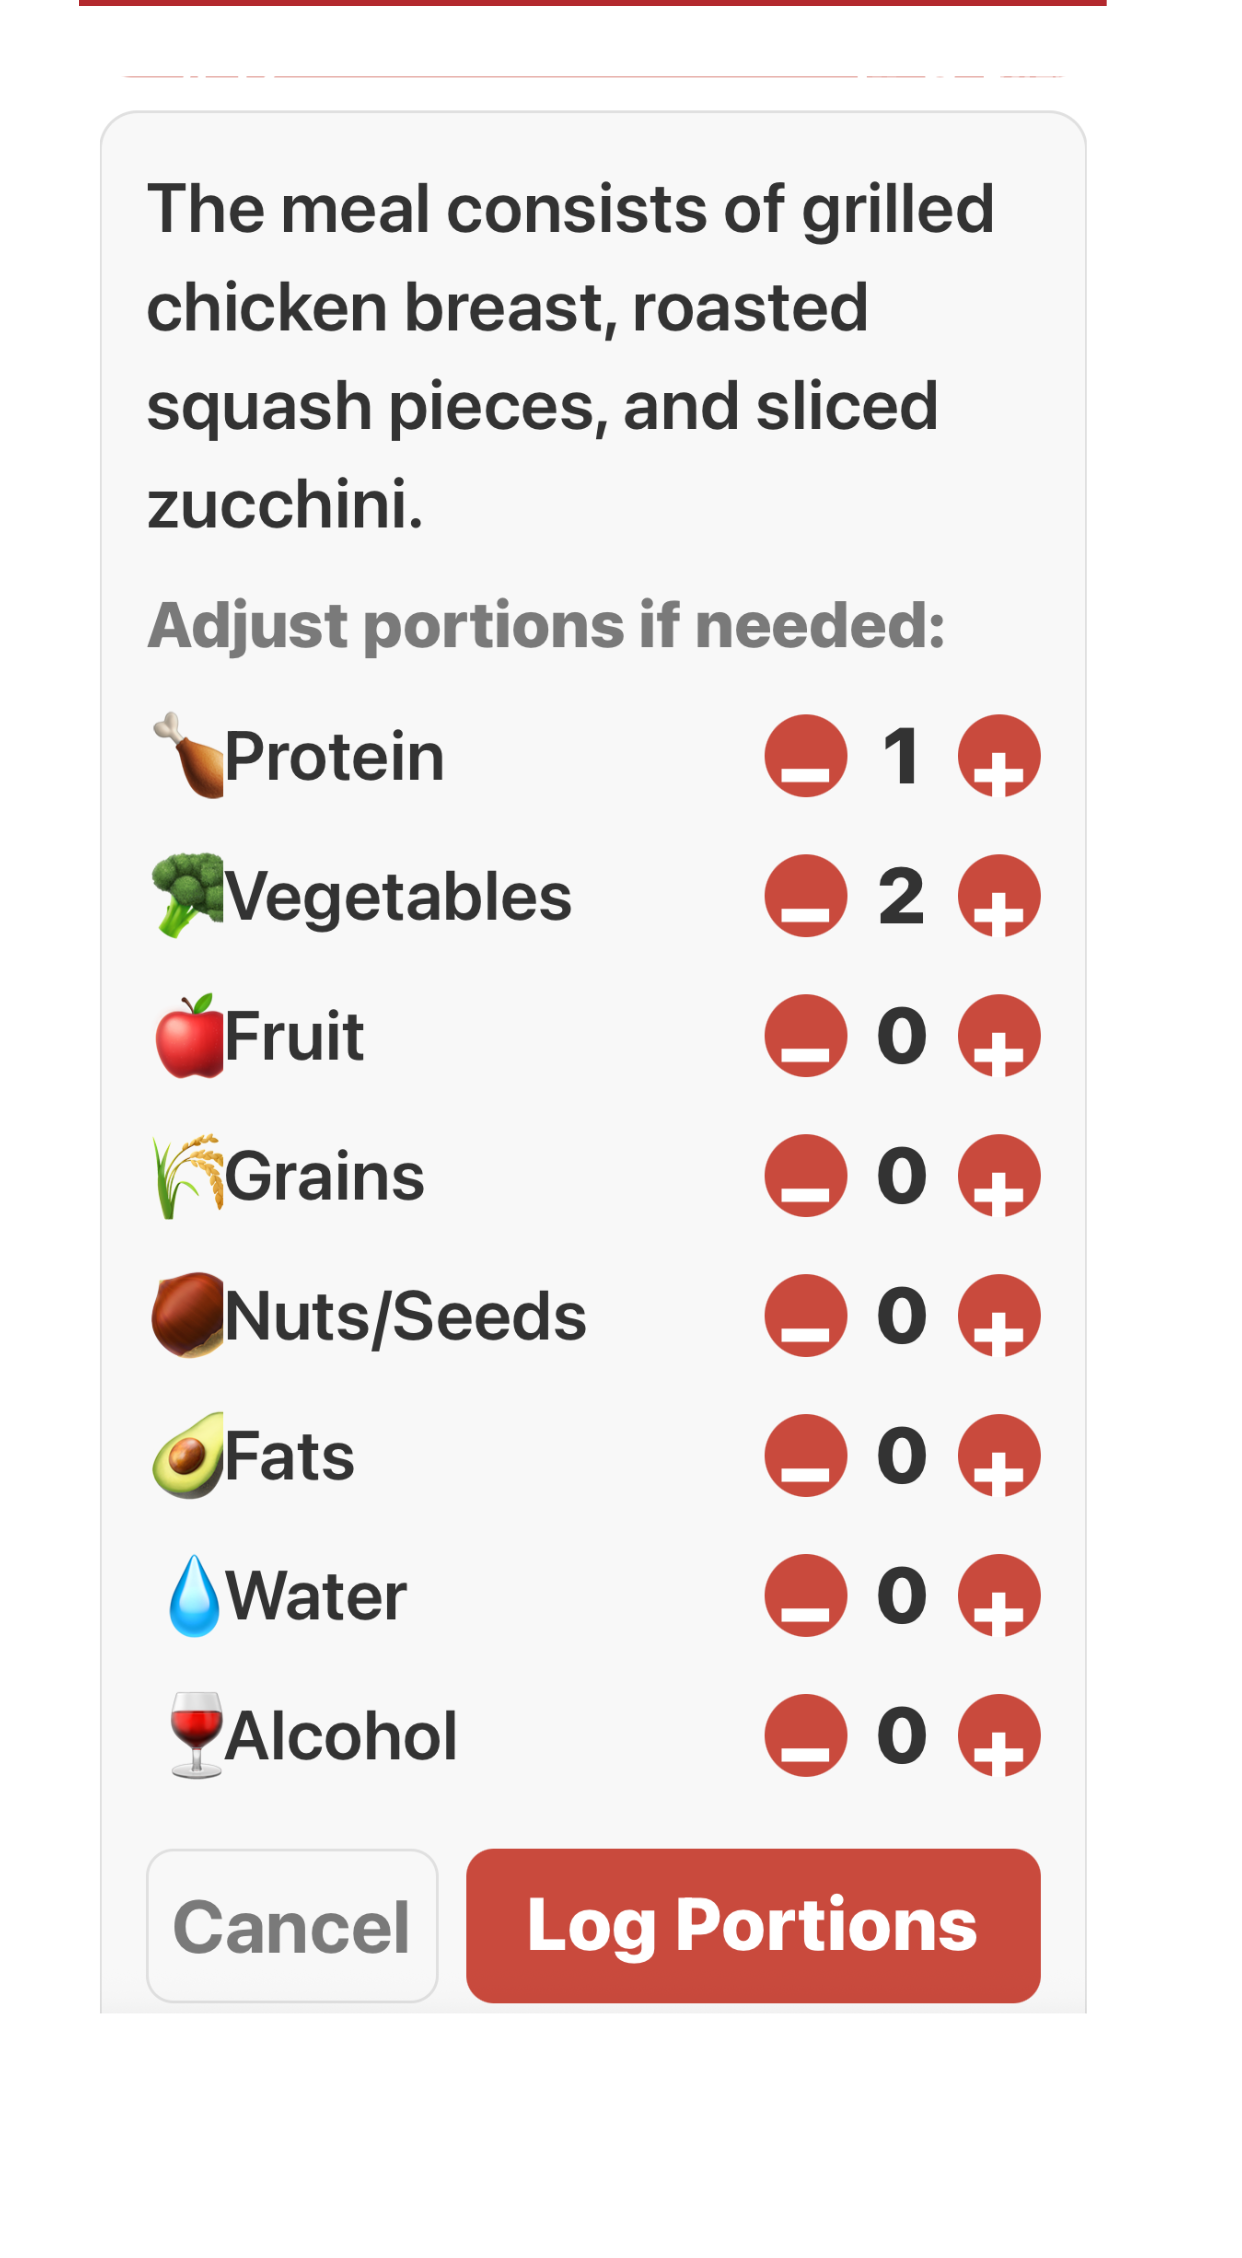 The meal consists of grilled
chicken breast, roasted
squash pieces, and sliced
zucchini.
Adjust portions if needed:
Protein − 1 +
Vegetables − 2 +
Fruit − 0 +
Grains − 0 +
Nuts/Seeds − 0 +
Fats − 0 +
Water − 0 +
Alcohol − 0 +
Cancel Log Portions